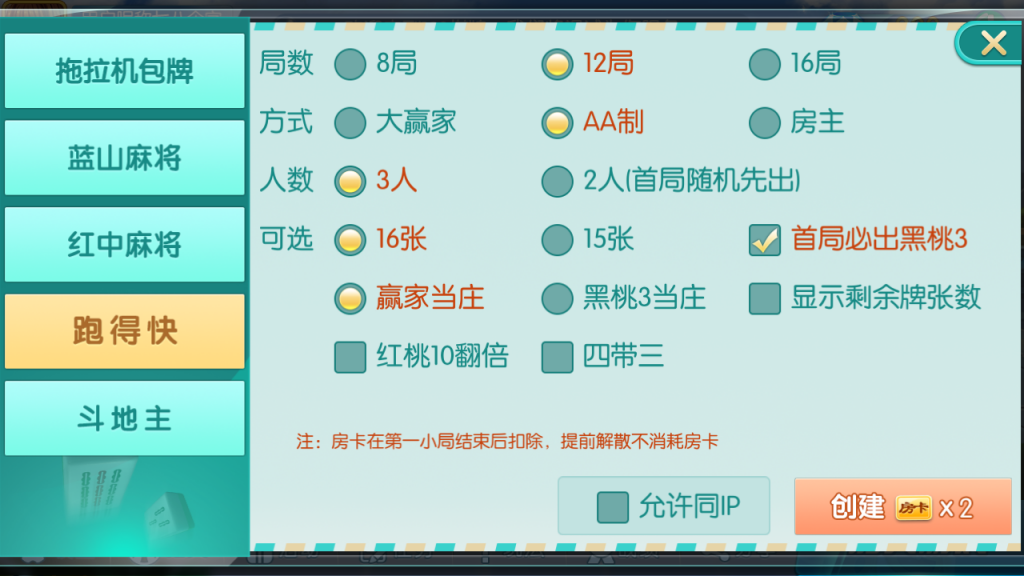 拖拉机包牌
蓝山麻将
红中麻将
跑得快
斗地主
局数 8局 12局 16局
方式 大赢家 AA制 房主
人数 3人 2人(首局随机先出)
可选 16张 15张 首局必出黑桃3
赢家当庄 黑桃3当庄 显示剩余牌张数
红桃10翻倍 四带三
注：房卡在第一小局结束后扣除，提前解散不消耗房卡
允许同IP
创建 房卡 x2